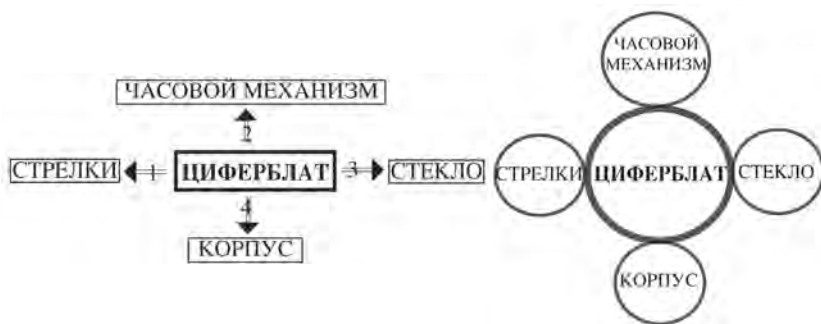 ЧАСОВОЙ МЕХАНИЗМ
2
СТРЕЛКИ 1 ЦИФЕРБЛАТ 3 СТЕКЛО
4
КОРПУС
ЧАСОВОЙ
МЕХАНИЗМ
СТРЕЛКИ ЦИФЕРБЛАТ СТЕКЛО
КОРПУС